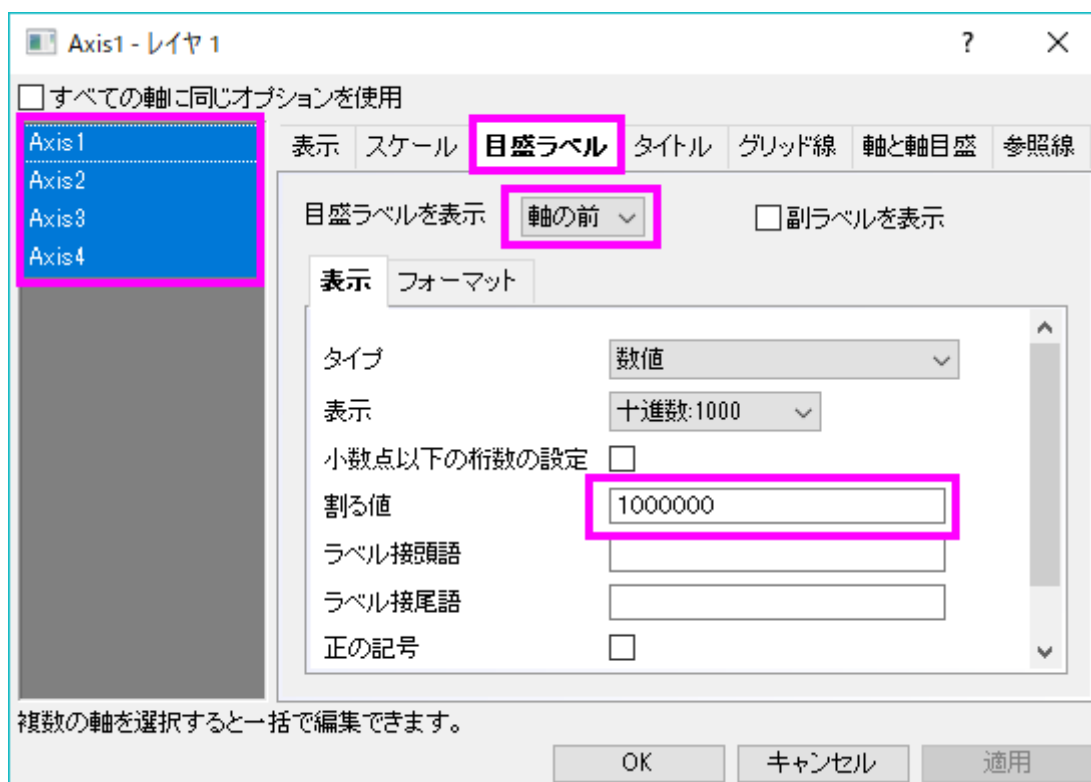 Axis1 - レイヤ 1 ?
すべての軸に同じオプションを使用
Axis1
Axis2
Axis3
Axis4
表示 スケール 目盛ラベル タイトル グリッド線 軸と軸目盛 参照線
目盛ラベルを表示 軸の前 副ラベルを表示
表示 フォーマット
タイプ 数値
表示 十進数:1000
小数点以下の桁数の設定
割る値 1000000
ラベル接頭語
ラベル接尾語
正の記号
複数の軸を選択すると一括で編集できます。
OK キャンセル 適用